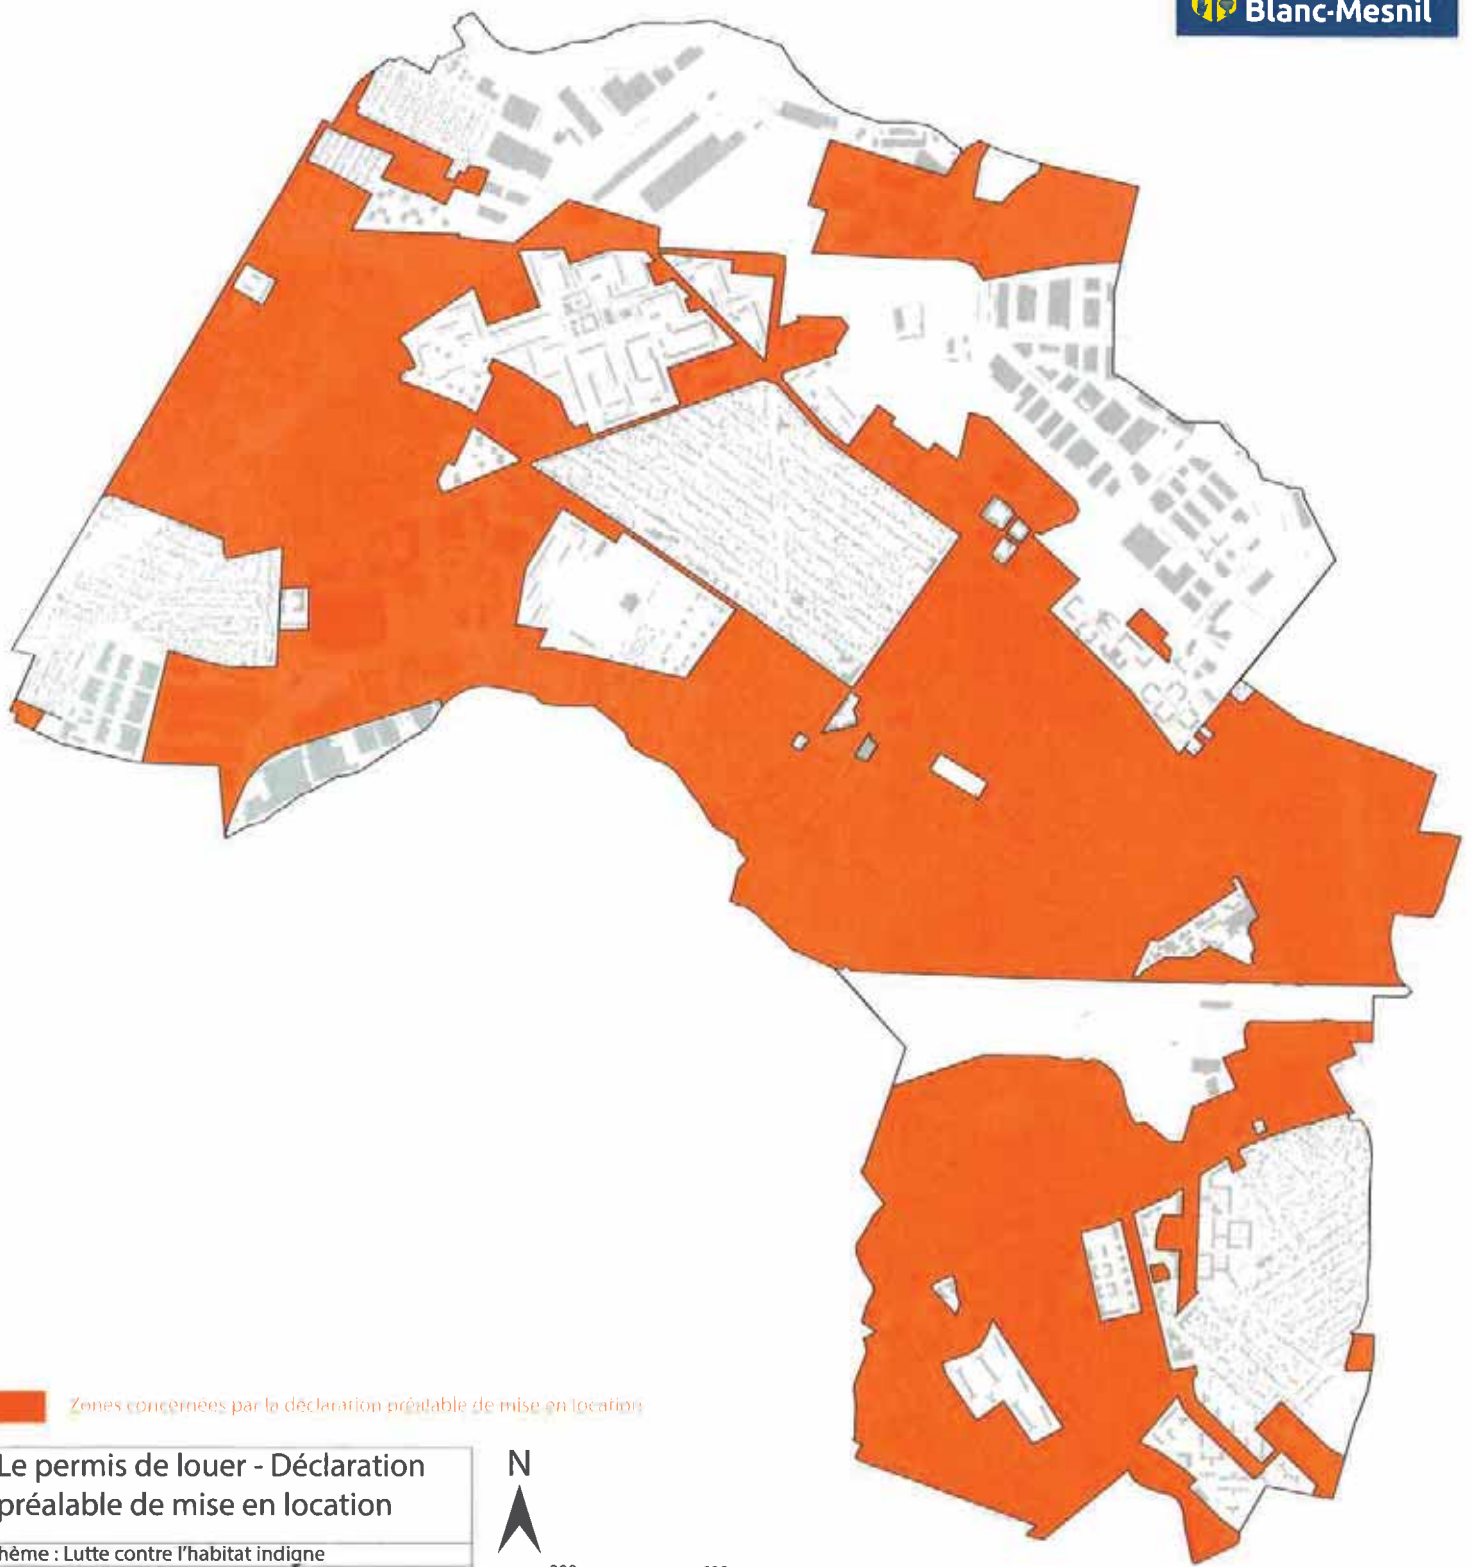 Blanc-Mesnil
Zones concernées par la déclaration préalable de mise en location
Le permis de louer - Déclaration
préalable de mise en location
hème : Lutte contre l'habitat indigne
N